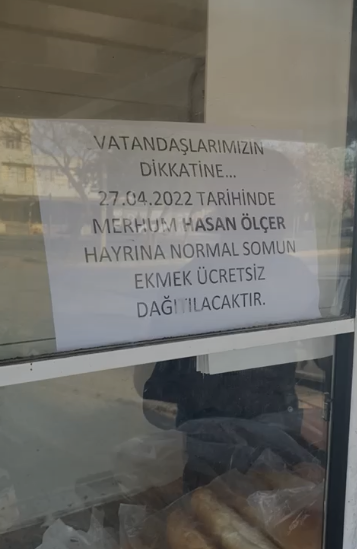 VATANDAŞLARIMIZIN
DİKKATİNE...
27.04.2022 TARİHİNDE
MERHUM HASAN ÖLÇER
HAYRINA NORMAL SOMUN
EKMEK ÜCRETSİZ
DAĞITILACAKTIR.